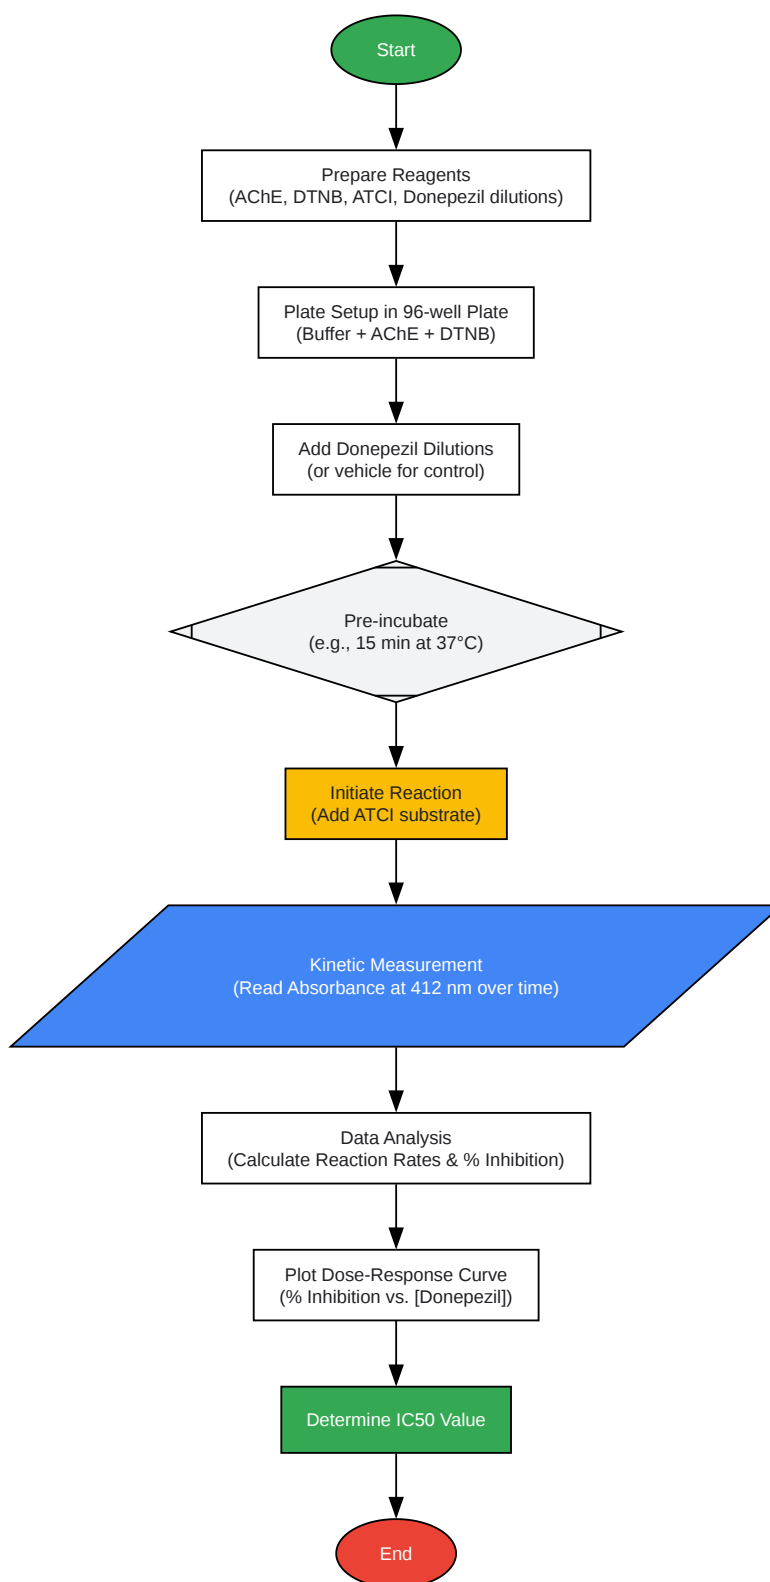 Start
Prepare Reagents
(AChE, DTNB, ATCI, Donepezil dilutions)
Plate Setup in 96-well Plate
(Buffer + AChE + DTNB)
Add Donepezil Dilutions
(or vehicle for control)
Pre-incubate
(e.g., 15 min at 37°C)
Initiate Reaction
(Add ATCI substrate)
Kinetic Measurement
(Read Absorbance at 412 nm over time)
Data Analysis
(Calculate Reaction Rates & % Inhibition)
Plot Dose-Response Curve
(% Inhibition vs. [Donepezil])
Determine IC50 Value
End